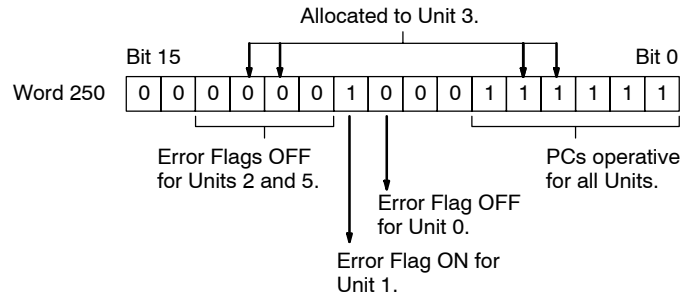 Allocated to Unit 3.
Bit 15 Bit 0
Word 250 0 0 0 0 0 0 1 0 0 0 1 1 1 1 1 1
Error Flags OFF
for Units 2 and 5.
PCs operative
for all Units.
Error Flag OFF
for Unit 0.
Error Flag ON for
Unit 1.